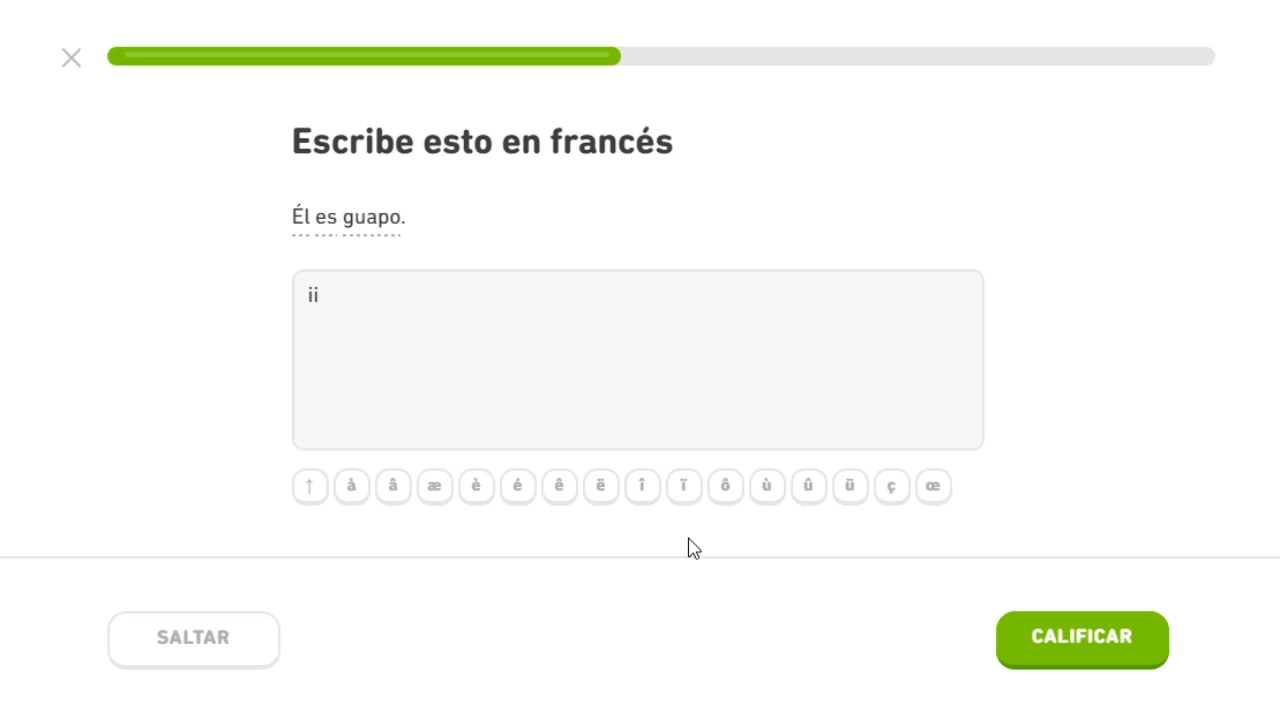 Escribe esto en francés
Él es guapo.
ii
↑ à â æ è é ê ë î ï ô ù û ü ç œ
SALTAR
CALIFICAR